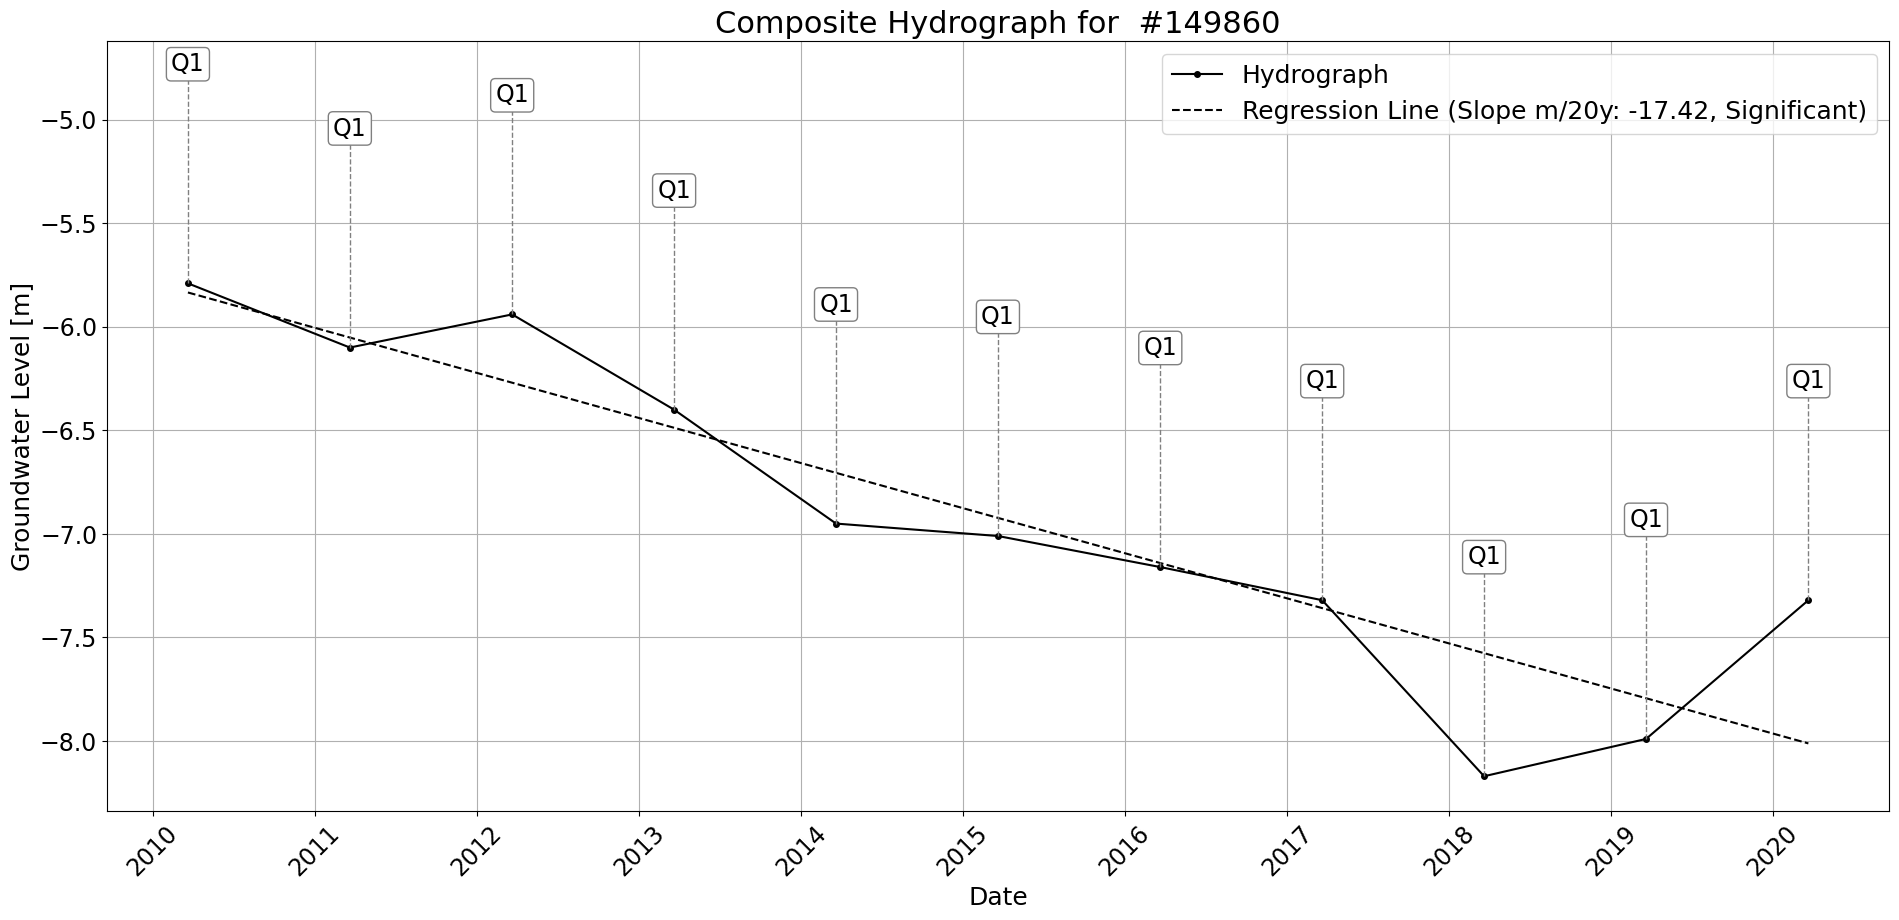 Composite Hydrograph for  #149860
Hydrograph
Regression Line (Slope m/20y: -17.42, Significant)
Q1
Q1
Q1
Q1
Q1
Q1
Q1
Q1
Q1
Q1
Q1
Groundwater Level [m]
−5.0
−5.5
−6.0
−6.5
−7.0
−7.5
−8.0
2010
2011
2012
2013
2014
2015
2016
2017
2018
2019
2020
Date